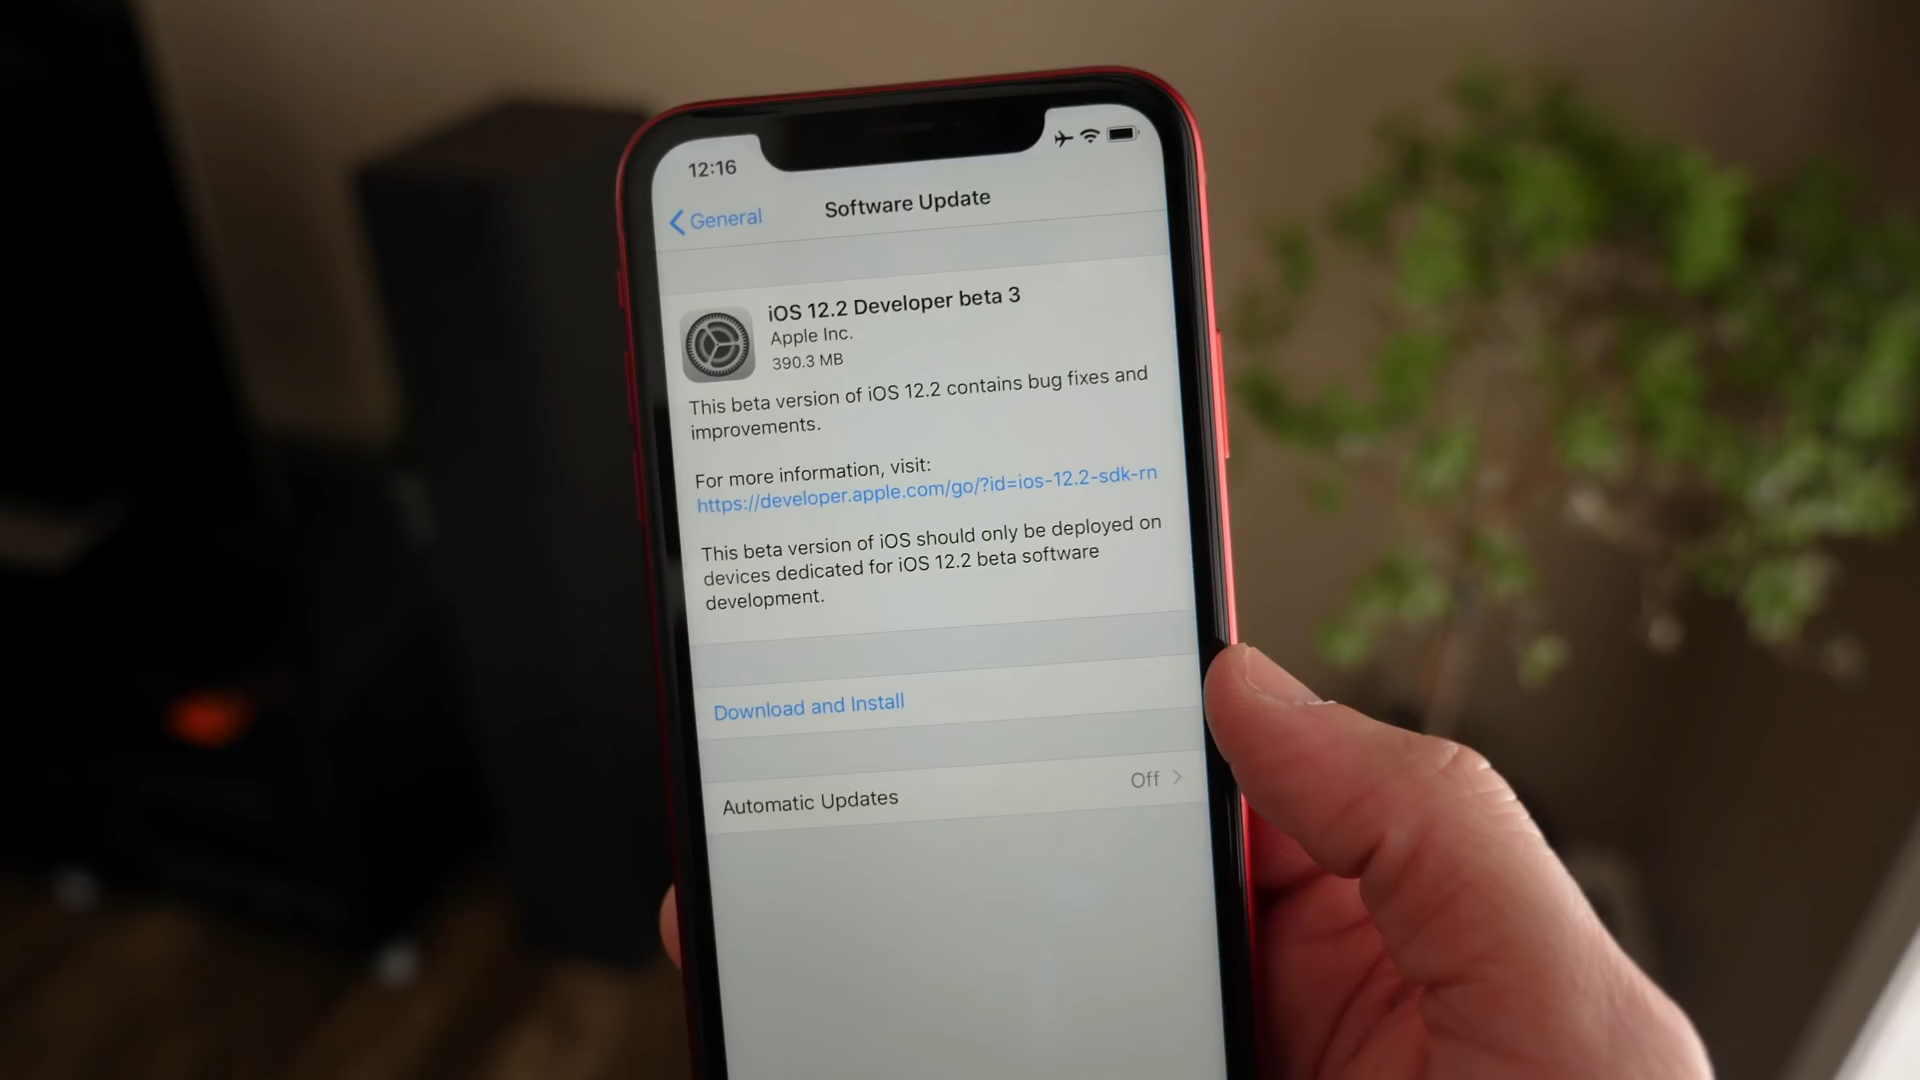 12:16
General
Software Update
iOS 12.2 Developer beta 3
Apple Inc.
390.3 MB
This beta version of iOS 12.2 contains bug fixes and
improvements.
For more information, visit:
https://developer.apple.com/go/?id=ios-12.2-sdk-rn
This beta version of iOS should only be deployed on
devices dedicated for iOS 12.2 beta software
development.
Download and Install
Automatic Updates Off